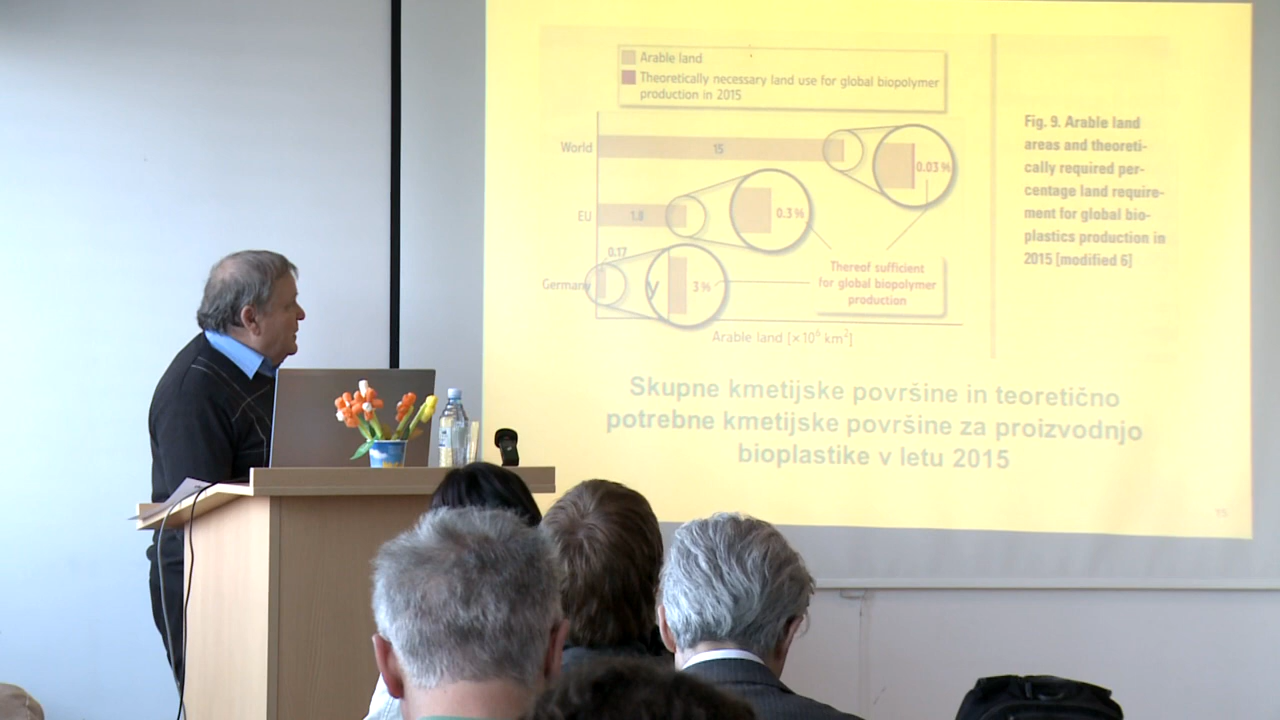 Arable land
Theoretically necessary land use for global biopolymer
production in 2015
World
15
0.03 %
EU
1.8
0.3 %
0.17
Germany
3 %
Thereof sufficient
for global biopolymer
production
Arable land [×10⁶ km²]
Fig. 9. Arable land
areas and theoreti-
cally required per-
centage land require-
ment for global bio-
plastics production in
2015 [modified 6]
Skupne kmetijske površine in teoretično
potrebne kmetijske površine za proizvodnjo
bioplastike v letu 2015
15